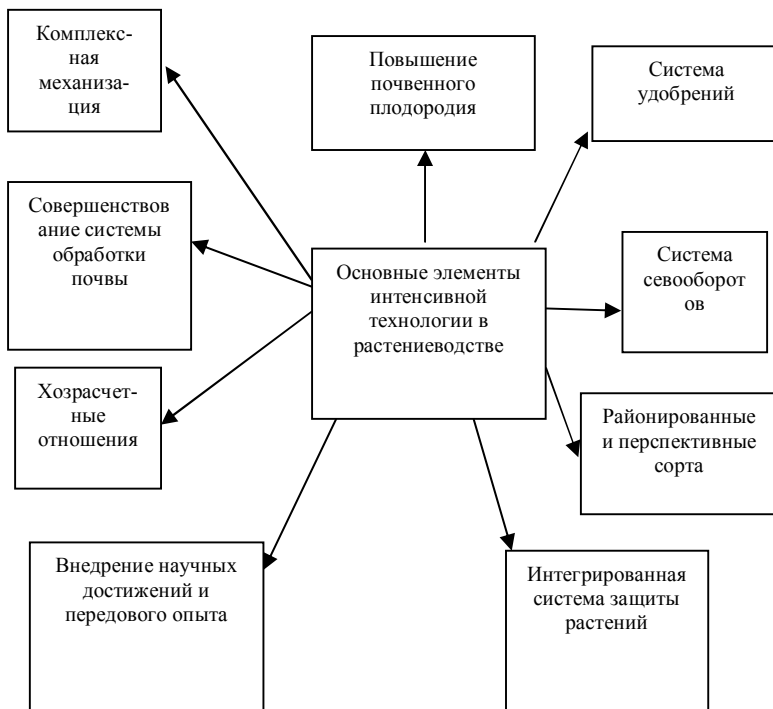 Комплекс-
ная
механиза-
ция
Повышение
почвенного
плодородия
Система
удобрений
Совершенствов
ание системы
обработки
почвы
Основные элементы
интенсивной
технологии в
растениеводстве
Система
севооборот
ов
Хозрасчет-
ные
отношения
Районированные
и перспективные
сорта
Внедрение научных
достижений и
передового опыта
Интегрированная
система защиты
растений